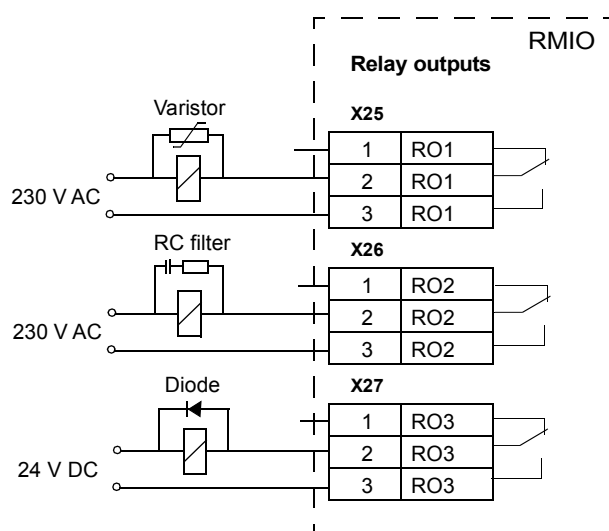 RMIO
Relay outputs
Varistor
X25
1 RO1
2 RO1
3 RO1
230 V AC
RC filter
X26
1 RO2
2 RO2
3 RO2
230 V AC
Diode
X27
1 RO3
2 RO3
3 RO3
24 V DC